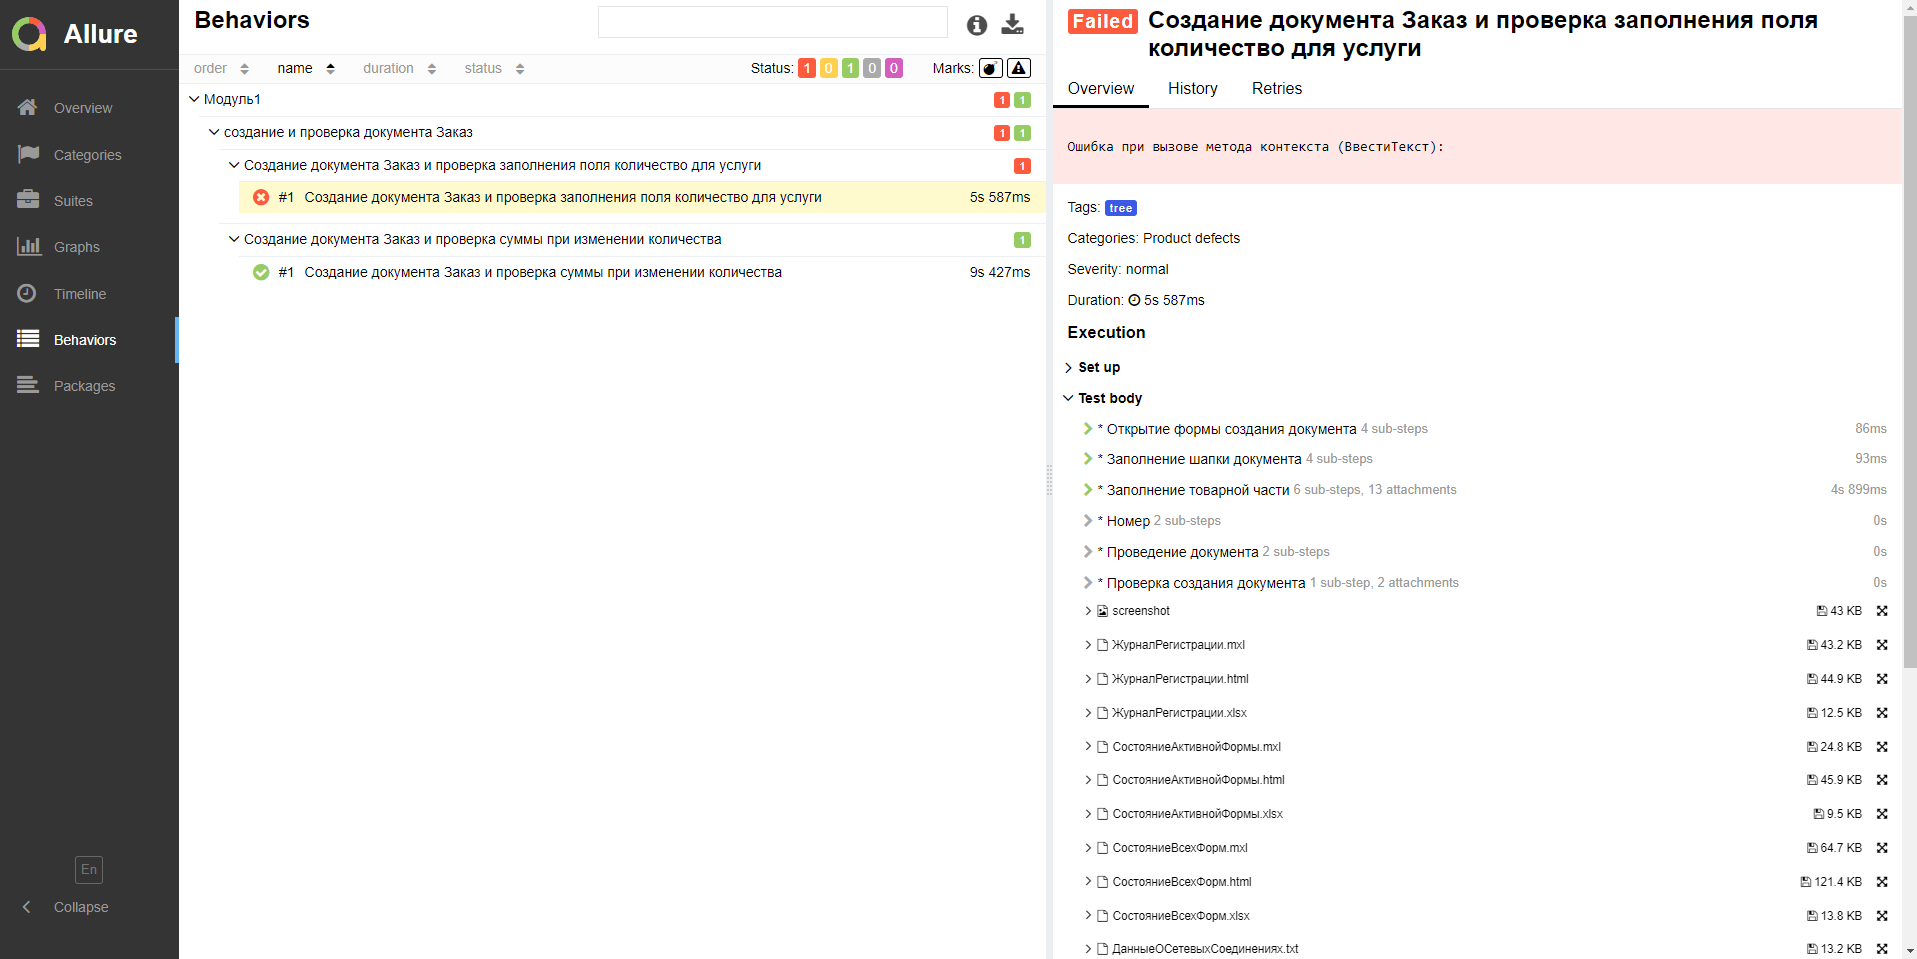 Allure
Overview
Categories
Suites
Graphs
Timeline
Behaviors
Packages
En
Collapse
Behaviors
order name duration status Status: 1 0 1 0 0 Marks:
Модуль1 1 1
создание и проверка документа Заказ 1 1
Создание документа Заказ и проверка заполнения поля количество для услуги 1
#1 Создание документа Заказ и проверка заполнения поля количество для услуги 5s 587ms
Создание документа Заказ и проверка суммы при изменении количества 1
#1 Создание документа Заказ и проверка суммы при изменении количества 9s 427ms
Failed Создание документа Заказ и проверка заполнения поля
количество для услуги
Overview History Retries
Ошибка при вызове метода контекста (ВвестиТекст):
Tags: tree
Categories: Product defects
Severity: normal
Duration: 5s 587ms
Execution
Set up
Test body
* Открытие формы создания документа 4 sub-steps 86ms
* Заполнение шапки документа 4 sub-steps 93ms
* Заполнение товарной части 6 sub-steps, 13 attachments 4s 899ms
* Номер 2 sub-steps 0s
* Проведение документа 2 sub-steps 0s
* Проверка создания документа 1 sub-step, 2 attachments 0s
screenshot 43 KB
ЖурналРегистрации.mxl 43.2 KB
ЖурналРегистрации.html 44.9 KB
ЖурналРегистрации.xlsx 12.5 KB
СостояниеАктивнойФормы.mxl 24.8 KB
СостояниеАктивнойФормы.html 45.9 KB
СостояниеАктивнойФормы.xlsx 9.5 KB
СостояниеВсехФорм.mxl 64.7 KB
СостояниеВсехФорм.html 121.4 KB
СостояниеВсехФорм.xlsx 13.8 KB
ДанныеОСетевыхСоединениях.txt 13.2 KB